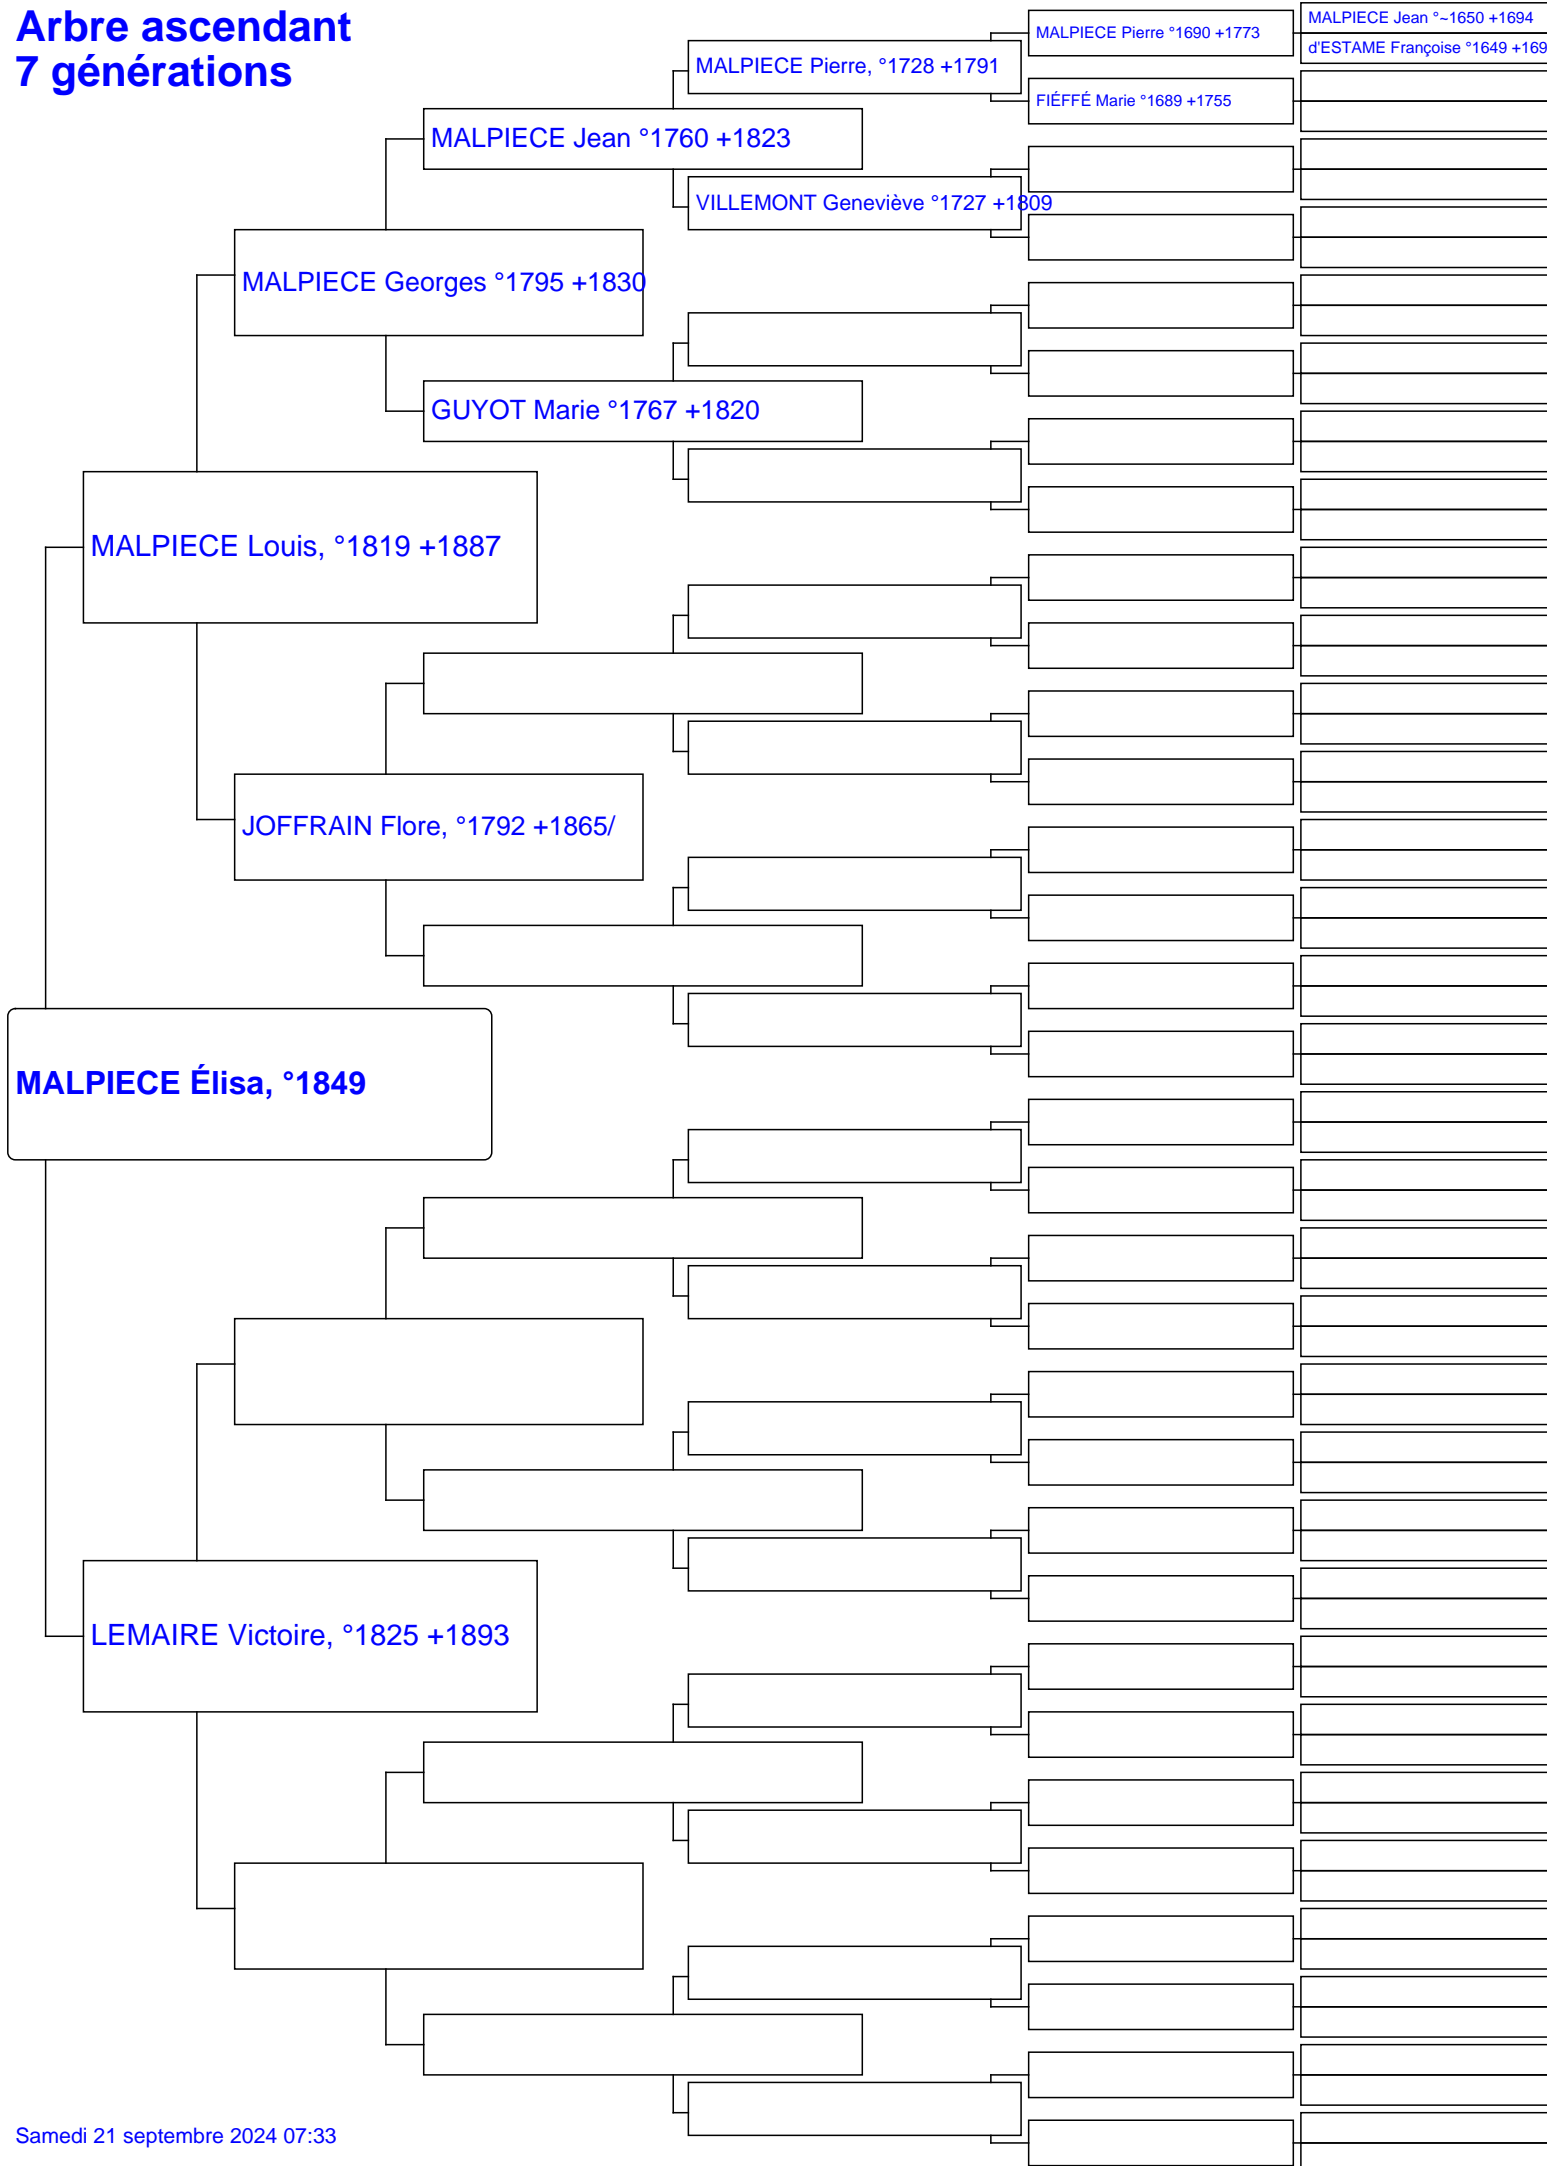 Arbre ascendant
7 générations
MALPIECE Jean °~1650 +1694
MALPIECE Pierre °1690 +1773
d'ESTAME Françoise °1649 +169
MALPIECE Pierre, °1728 +1791
FIÉFFÉ Marie °1689 +1755
MALPIECE Jean °1760 +1823
VILLEMONT Geneviève °1727 +1809
MALPIECE Georges °1795 +1830
GUYOT Marie °1767 +1820
MALPIECE Louis, °1819 +1887
JOFFRAIN Flore, °1792 +1865/
MALPIECE Élisa, °1849
LEMAIRE Victoire, °1825 +1893
Samedi 21 septembre 2024 07:33